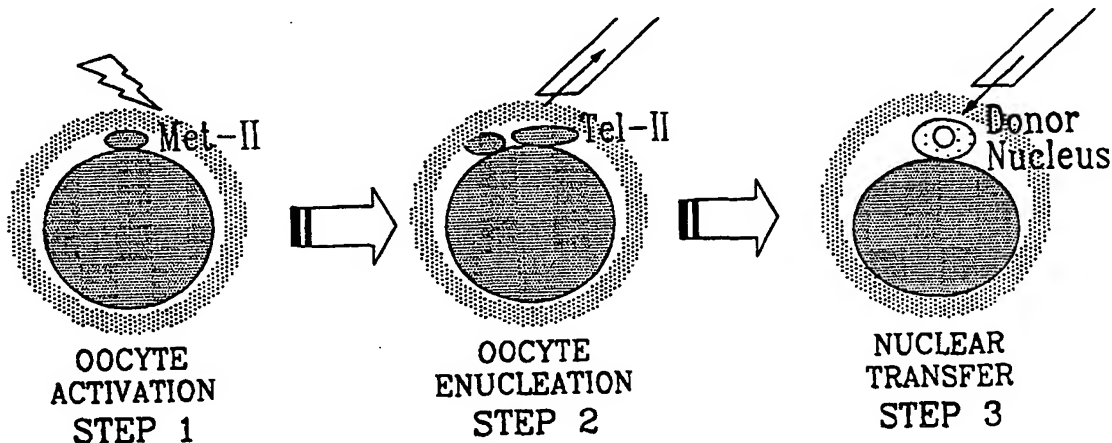 Met-II
Tel-II
Donor
Nucleus
OOCYTE
ACTIVATION
STEP 1
OOCYTE
ENUCLEATION
STEP 2
NUCLEAR
TRANSFER
STEP 3